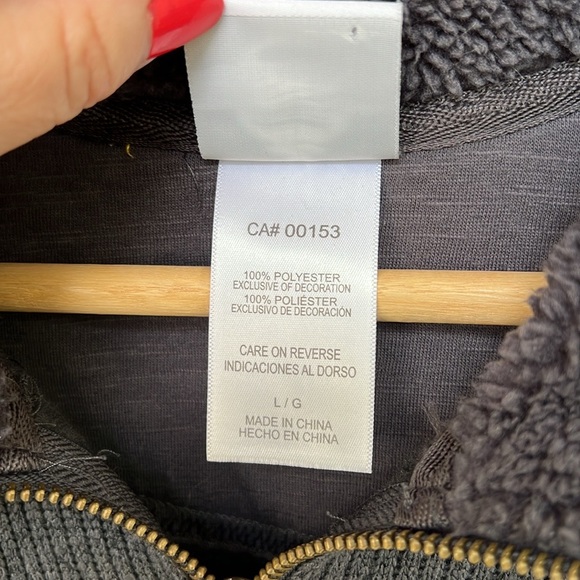 CA# 00153
100% POLYESTER
EXCLUSIVE OF DECORATION
100% POLIÉSTER
EXCLUSIVO DE DECORACIÓN
CARE ON REVERSE
INDICACIONES AL DORSO
L / G
MADE IN CHINA
HECHO EN CHINA